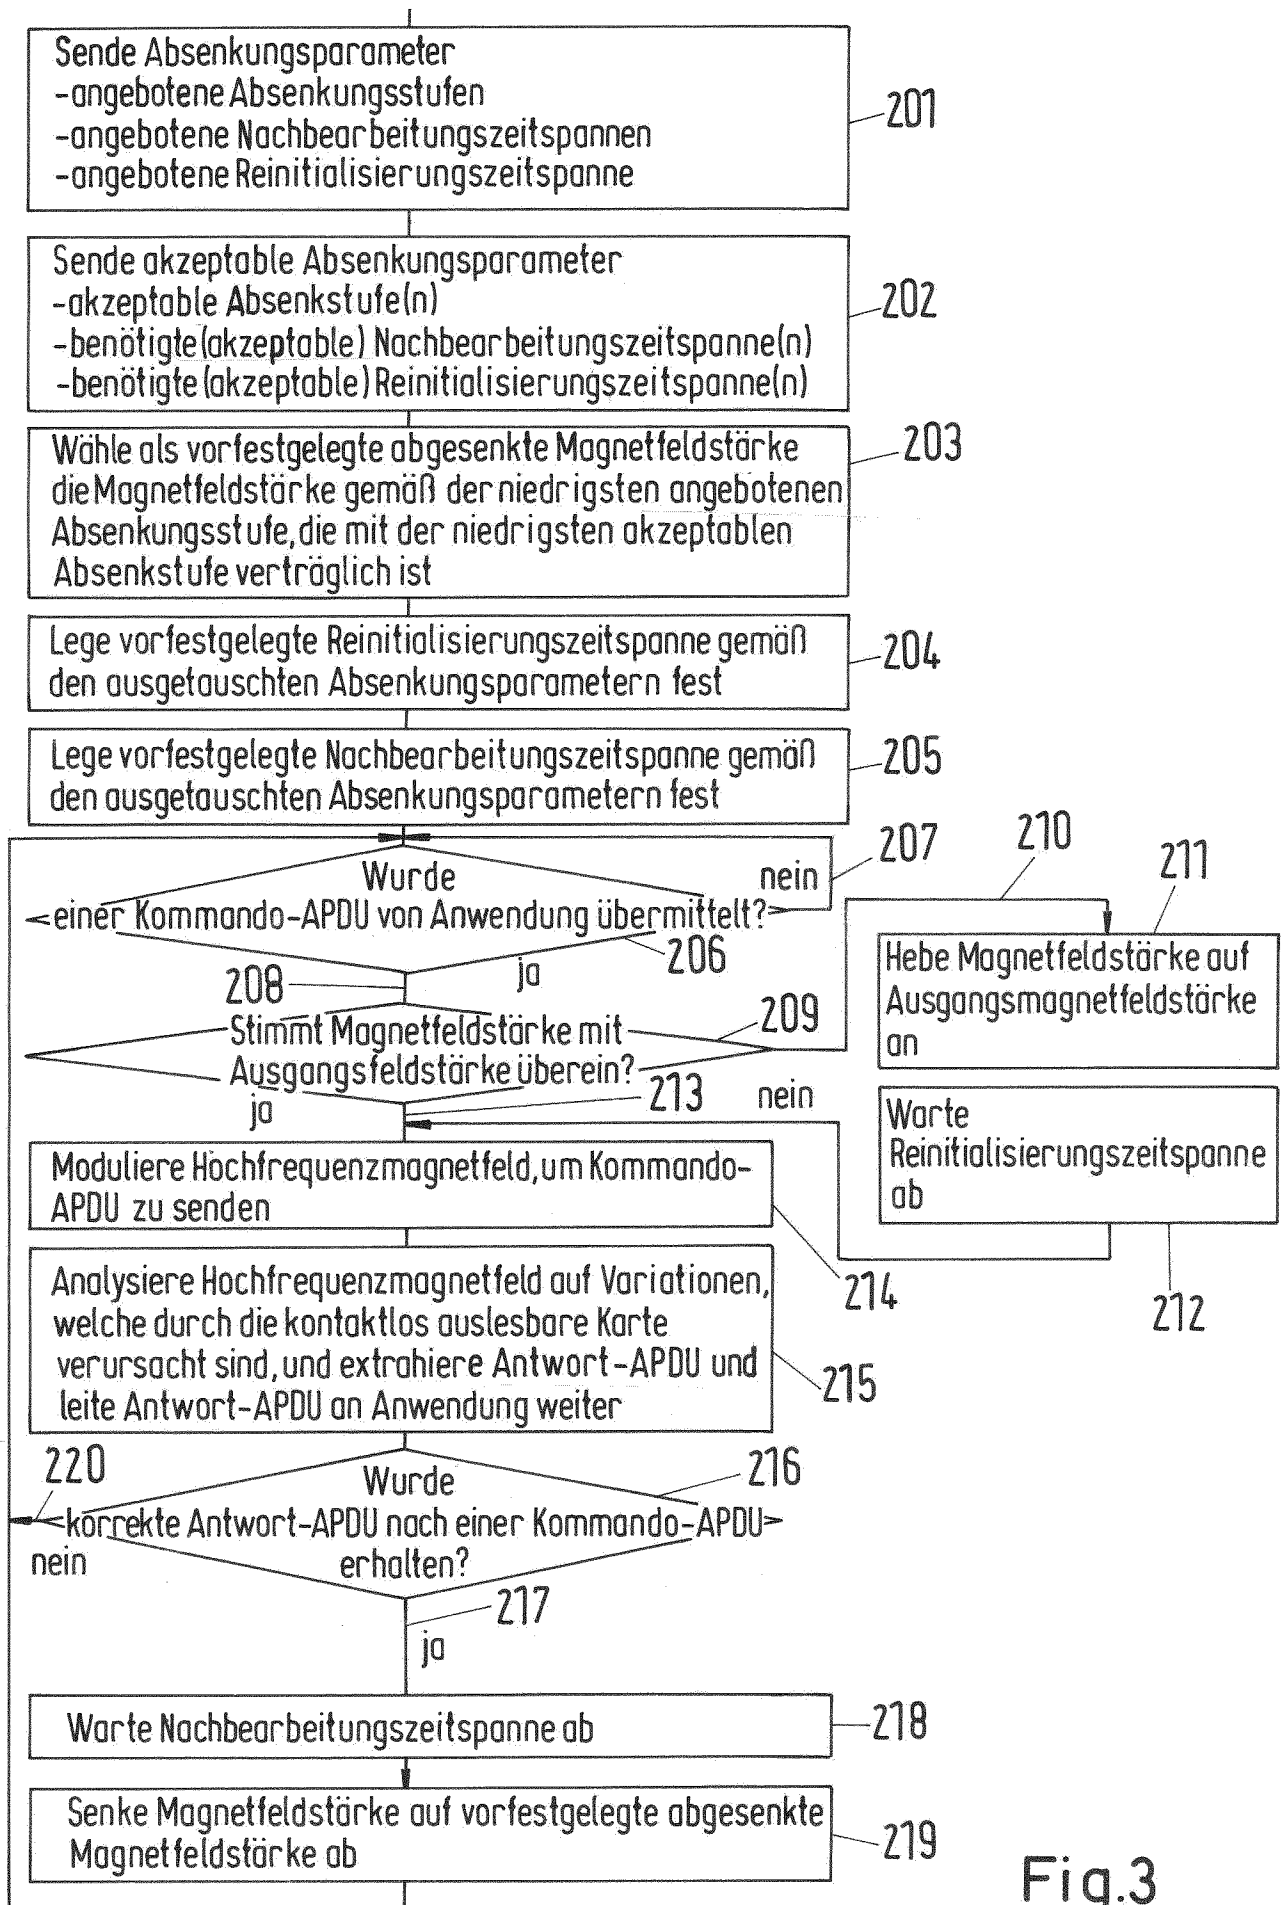 Sende Absenkungsparameter
-angebotene Absenkungsstufen
-angebotene Nachbearbeitungszeitspannen
-angebotene Reinitialisierungszeitspanne
201
Sende akzeptable Absenkungsparameter
-akzeptable Absenkstufe(n)
-benötigte(akzeptable) Nachbearbeitungszeitspanne(n)
-benötigte(akzeptable) Reinitialisierungszeitspanne(n)
202
Wähle als vorfestgelegte abgesenkte Magnetfeldstärke
die Magnetfeldstärke gemäß der niedrigsten angebotenen
Absenkungsstufe, die mit der niedrigsten akzeptablen
Absenkstufe verträglich ist
203
Lege vorfestgelegte Reinitialisierungszeitspanne gemäß
den ausgetauschten Absenkungsparametern fest
204
Lege vorfestgelegte Nachbearbeitungszeitspanne gemäß
den ausgetauschten Absenkungsparametern fest
205
Wurde
einer Kommando-APDU von Anwendung übermittelt?
nein
207
206
ja
208
210
211
Hebe Magnetfeldstärke auf
Ausgangsmagnetfeldstärke
an
Stimmt Magnetfeldstärke mit
Ausgangsfeldstärke überein?
209
ja
213
nein
Warte
Reinitialisierungszeitspanne
ab
212
Moduliere Hochfrequenzmagnetfeld, um Kommando-
APDU zu senden
214
Analysiere Hochfrequenzmagnetfeld auf Variationen,
welche durch die kontaktlos auslesbare Karte
verursacht sind, und extrahiere Antwort-APDU und
leite Antwort-APDU an Anwendung weiter
215
220
Wurde
korrekte Antwort-APDU nach einer Kommando-APDU
erhalten?
216
nein
217
ja
Warte Nachbearbeitungszeitspanne ab
218
Senke Magnetfeldstärke auf vorfestgelegte abgesenkte
Magnetfeldstärke ab
219
Fig.3